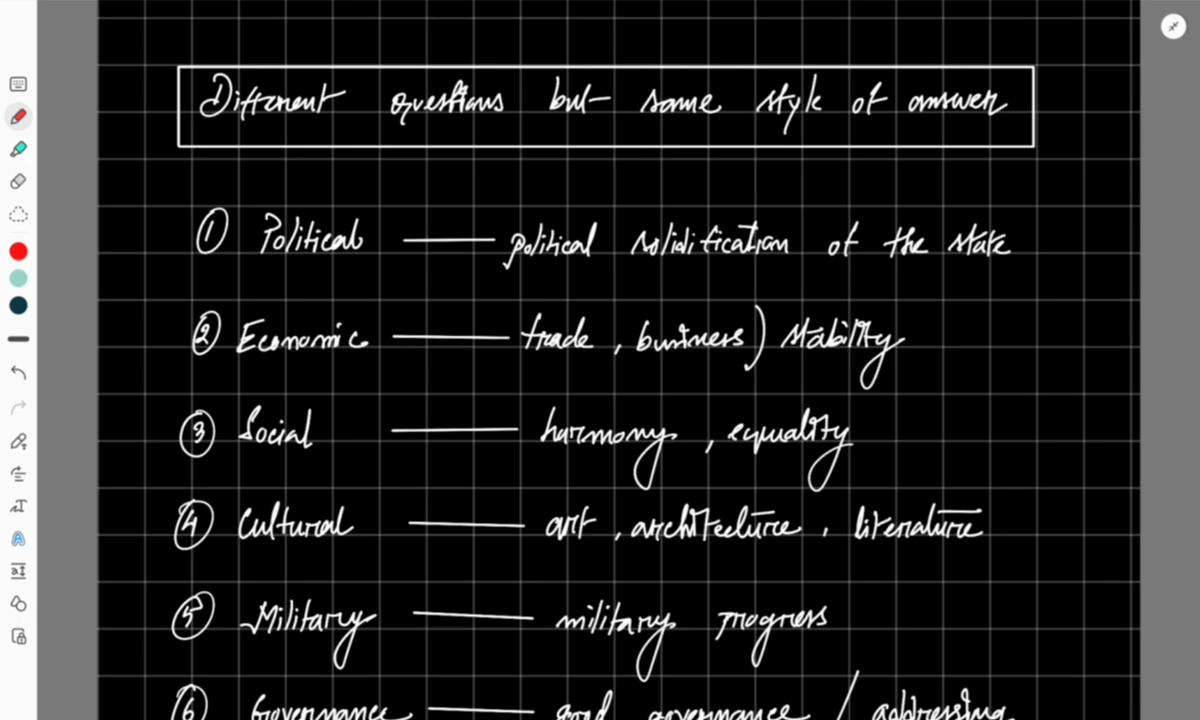 Different questions but same style of answer
① Political — political solidification of the state
② Economic — trade, business) stability
③ Social — harmony, equality
④ Cultural — art, architecture, literature
⑤ Military — military progress
⑥ Governance — good governance / addressing